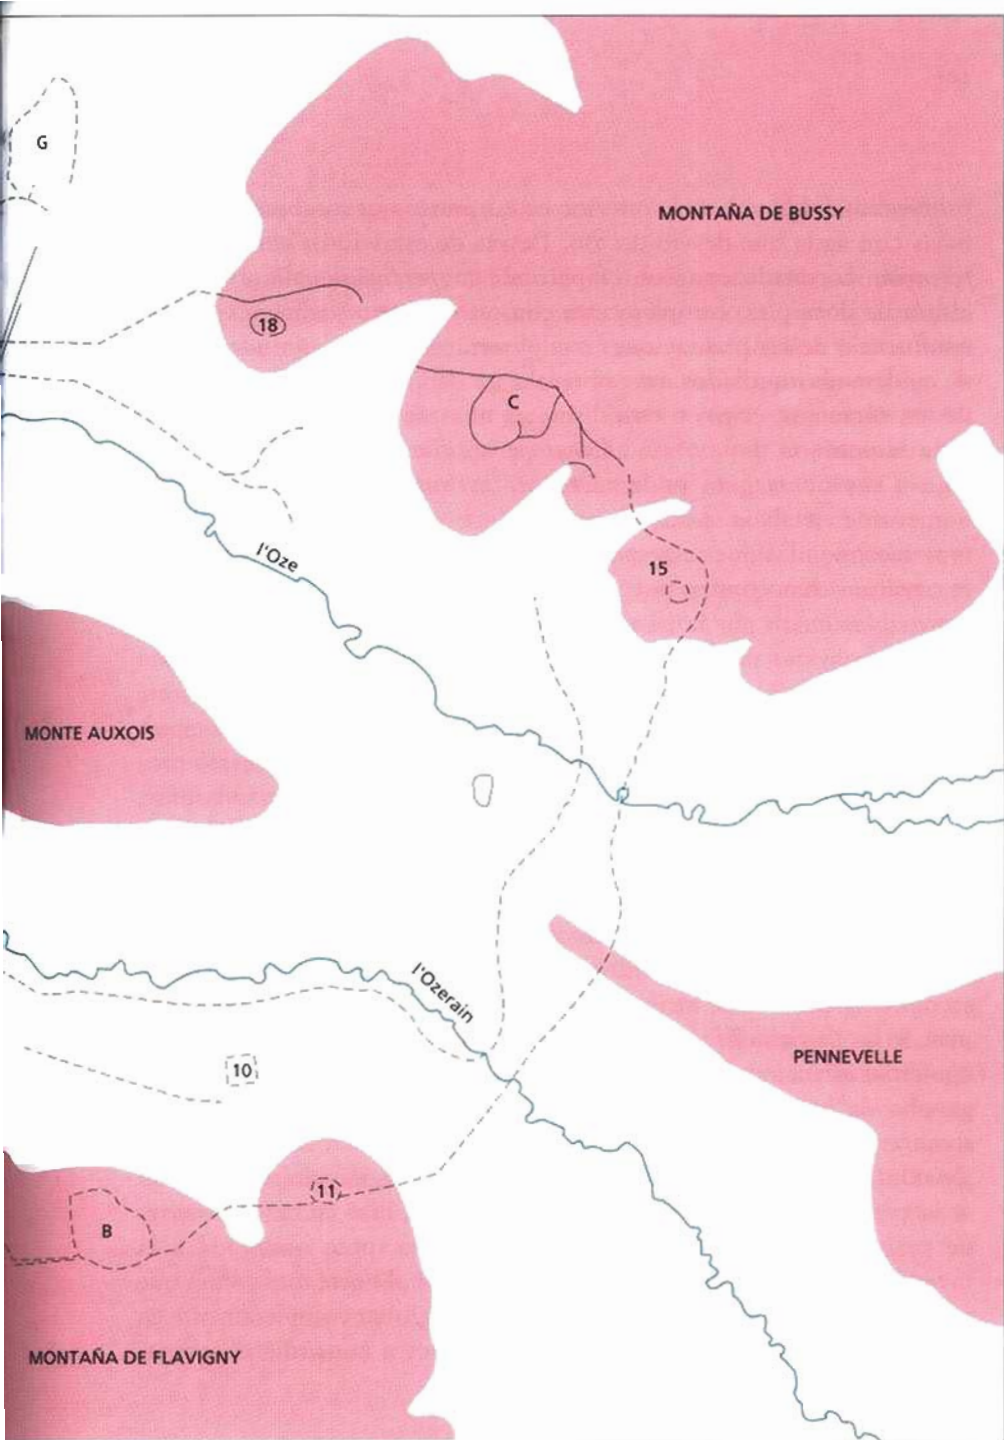 G
MONTAÑA DE BUSSY
18
C
l'Oze
15
MONTE AUXOIS
l'Ozerain
PENNEVELLE
10
11
B
MONTAÑA DE FLAVIGNY